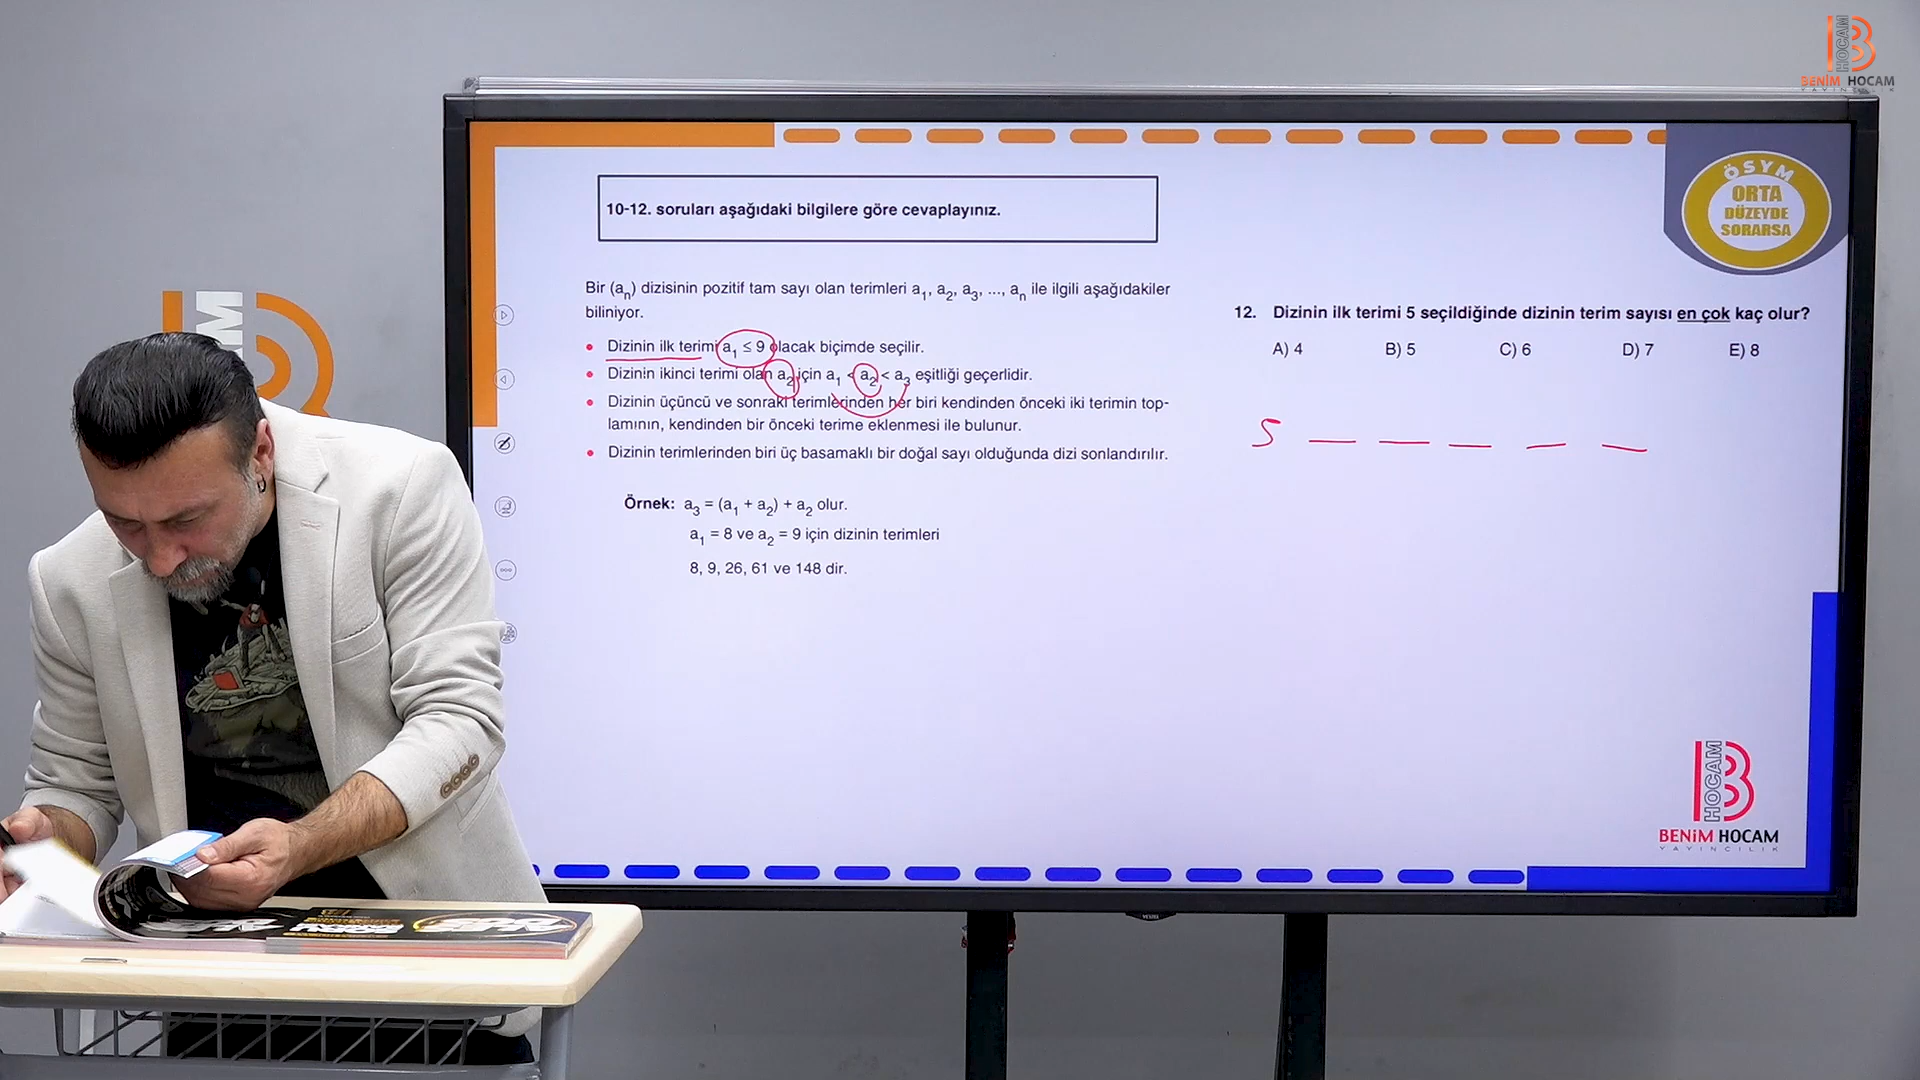 BENİM HOCAM
YAYINCILIK
ÖSYM
ORTA
DÜZEYDE
SORARSA
10-12. soruları aşağıdaki bilgilere göre cevaplayınız.
Bir (aₙ) dizisinin pozitif tam sayı olan terimleri a₁, a₂, a₃, ..., aₙ ile ilgili aşağıdakiler
biliniyor.
• Dizinin ilk terimi a₁ ≤ 9 olacak biçimde seçilir.
• Dizinin ikinci terimi olan a₂ için a₁ < a₂ < a₃ eşitliği geçerlidir.
• Dizinin üçüncü ve sonraki terimlerinden her biri kendinden önceki iki terimin top-
lamının, kendinden bir önceki terime eklenmesi ile bulunur.
• Dizinin terimlerinden biri üç basamaklı bir doğal sayı olduğunda dizi sonlandırılır.
Örnek: a₃ = (a₁ + a₂) + a₂ olur.
a₁ = 8 ve a₂ = 9 için dizinin terimleri
8, 9, 26, 61 ve 148 dir.
12. Dizinin ilk terimi 5 seçildiğinde dizinin terim sayısı en çok kaç olur?
A) 4 B) 5 C) 6 D) 7 E) 8
5
HOCAM
BENİM HOCAM
YAYINCILIK